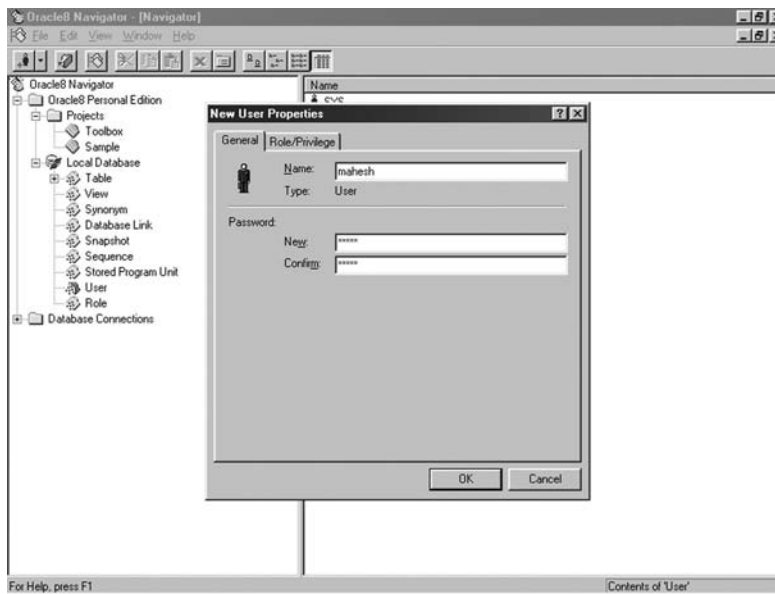 Oracle8 Navigator - [Navigator]
File Edit View Window Help
Oracle8 Navigator
Oracle8 Personal Edition
Projects
Toolbox
Sample
Local Database
Table
View
Synonym
Database Link
Snapshot
Sequence
Stored Program Unit
User
Role
Database Connections
Name
SYS
New User Properties
General Role/Privilege
Name: mahesh
Type: User
Password:
New: *****
Confirm: *****
OK Cancel
For Help, press F1
Contents of 'User'